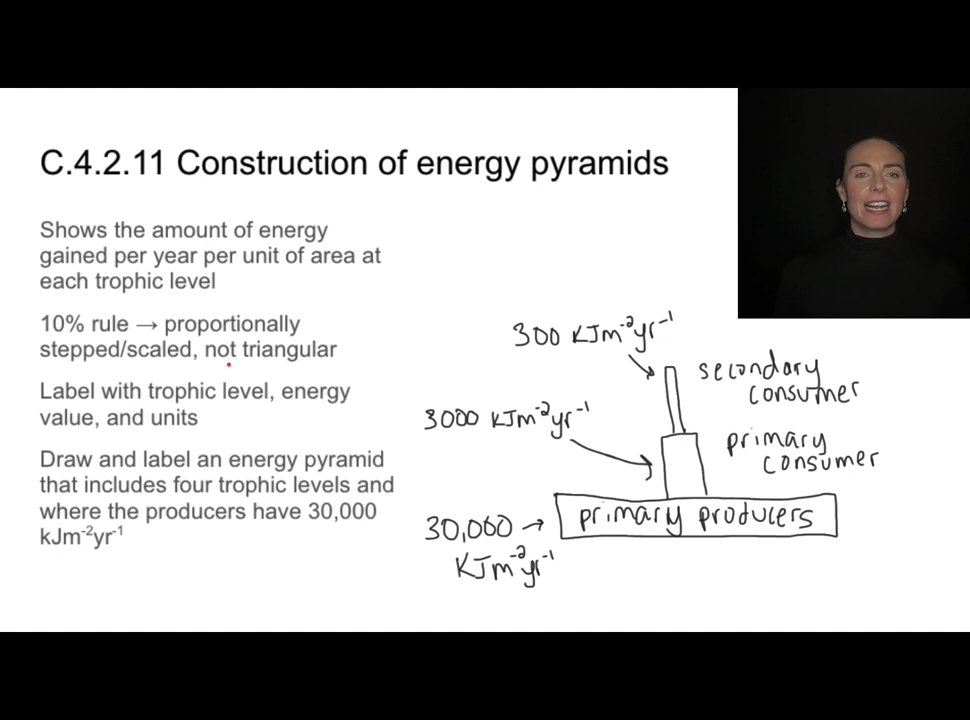 C.4.2.11 Construction of energy pyramids
Shows the amount of energy
gained per year per unit of area at
each trophic level
10% rule → proportionally
stepped/scaled, not triangular
Label with trophic level, energy
value, and units
Draw and label an energy pyramid
that includes four trophic levels and
where the producers have 30,000
kJm⁻²yr⁻¹
300 KJm⁻²yr⁻¹
secondary
consumer
3000 KJm⁻²yr⁻¹
primary
consumer
primary producers
30,000 →
KJm⁻²yr⁻¹